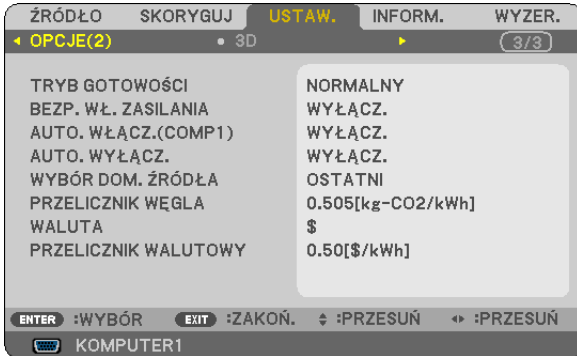 ŹRÓDŁO SKORYGUJ USTAW. INFORM. WYZER.
OPCJE(2) • 3D 3/3
TRYB GOTOWOŚCI NORMALNY
BEZP. WŁ. ZASILANIA WYŁĄCZ.
AUTO. WŁĄCZ.(COMP1) WYŁĄCZ.
AUTO. WYŁĄCZ. WYŁĄCZ.
WYBÓR DOM. ŹRÓDŁA OSTATNI
PRZELICZNIK WĘGLA 0.505[kg-CO2/kWh]
WALUTA $
PRZELICZNIK WALUTOWY 0.50[$/kWh]
ENTER :WYBÓR EXIT :ZAKOŃ. :PRZESUŃ :PRZESUŃ
KOMPUTER1